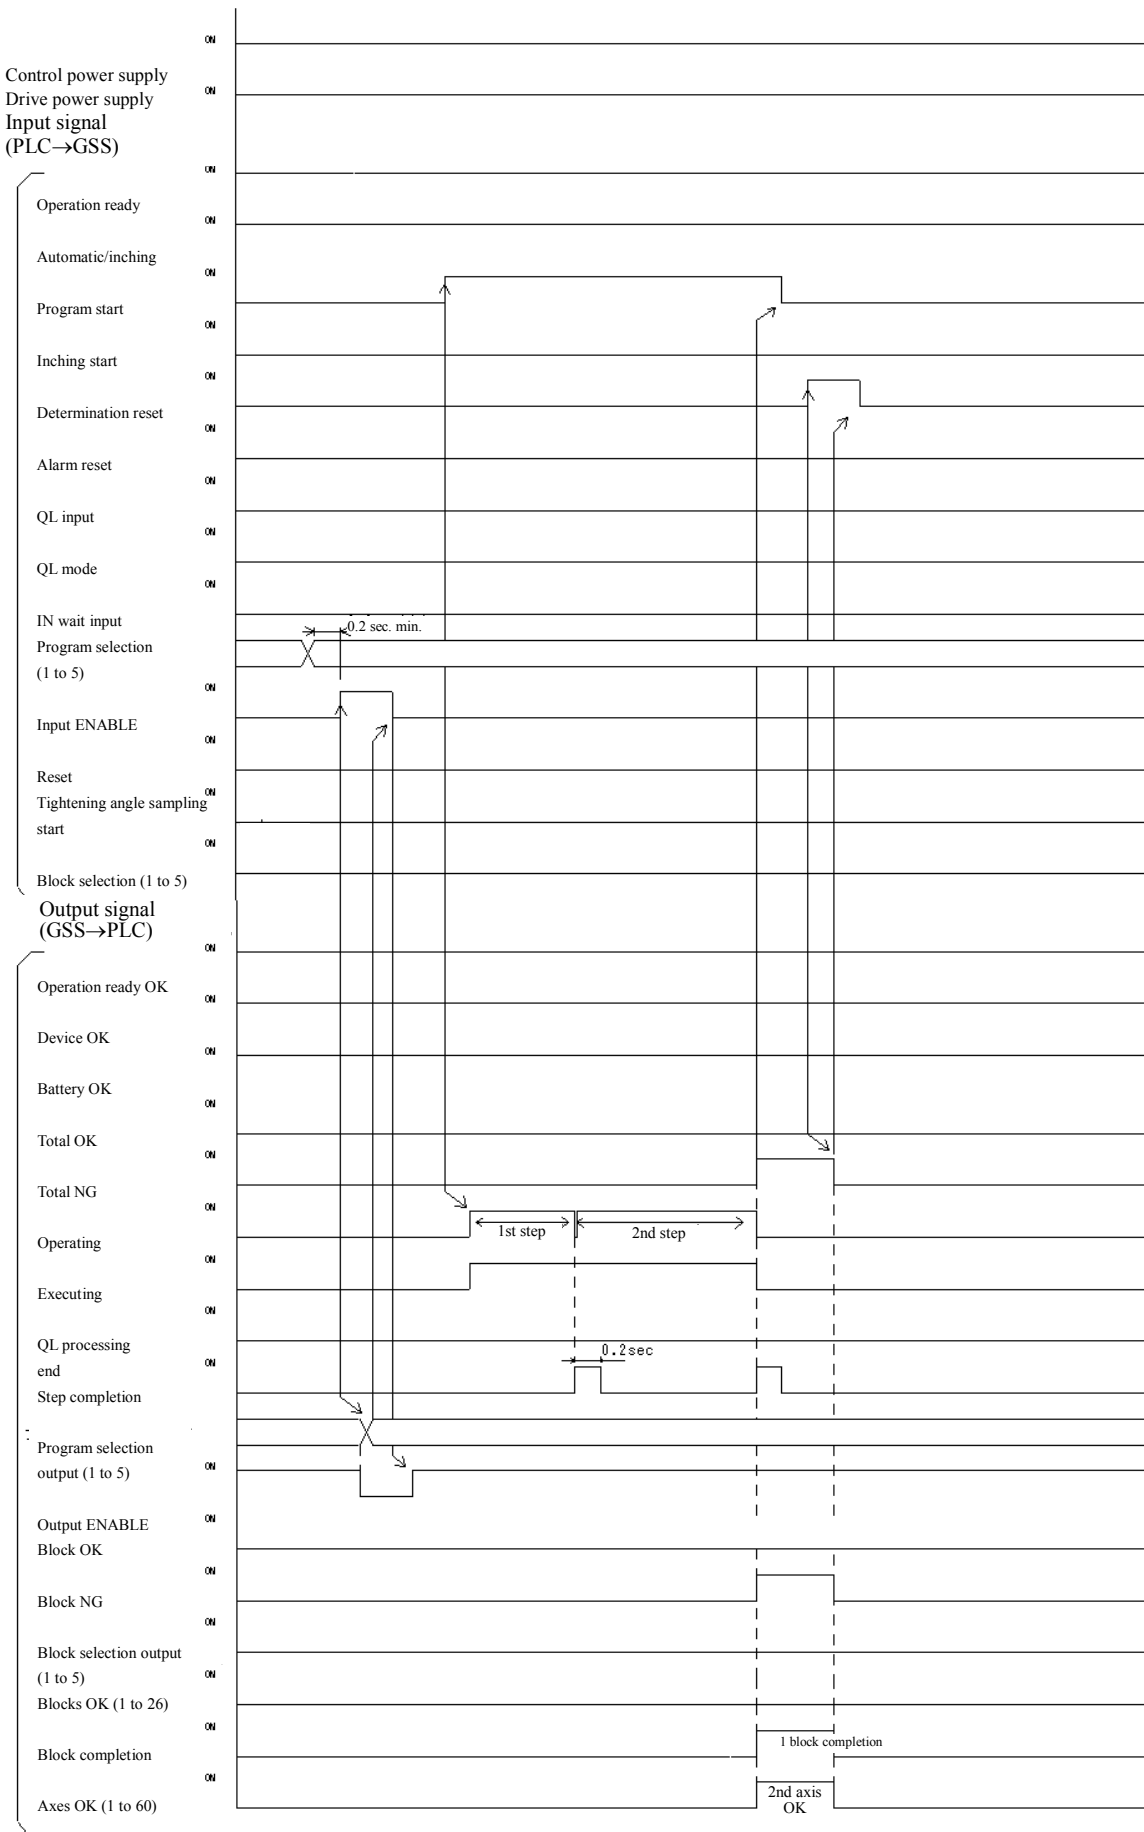 ON
Control power supply
ON
Drive power supply
Input signal
(PLC→GSS)
ON
Operation ready
ON
Automatic/inching
ON
Program start
ON
Inching start
ON
Determination reset
ON
Alarm reset
ON
QL input
ON
QL mode
ON
IN wait input
0.2 sec. min.
Program selection
(1 to 5)
ON
Input ENABLE
ON
Reset
ON
Tightening angle sampling
start
ON
Block selection (1 to 5)
Output signal
(GSS→PLC)
ON
Operation ready OK
ON
Device OK
ON
Battery OK
ON
Total OK
ON
Total NG
ON
1st step
2nd step
Operating
ON
Executing
ON
QL processing
0.2sec
end
ON
Step completion
Program selection
output (1 to 5)
ON
Output ENABLE
ON
Block OK
ON
Block NG
ON
Block selection output
(1 to 5)
ON
Blocks OK (1 to 26)
ON
1 block completion
Block completion
ON
2nd axis
OK
Axes OK (1 to 60)